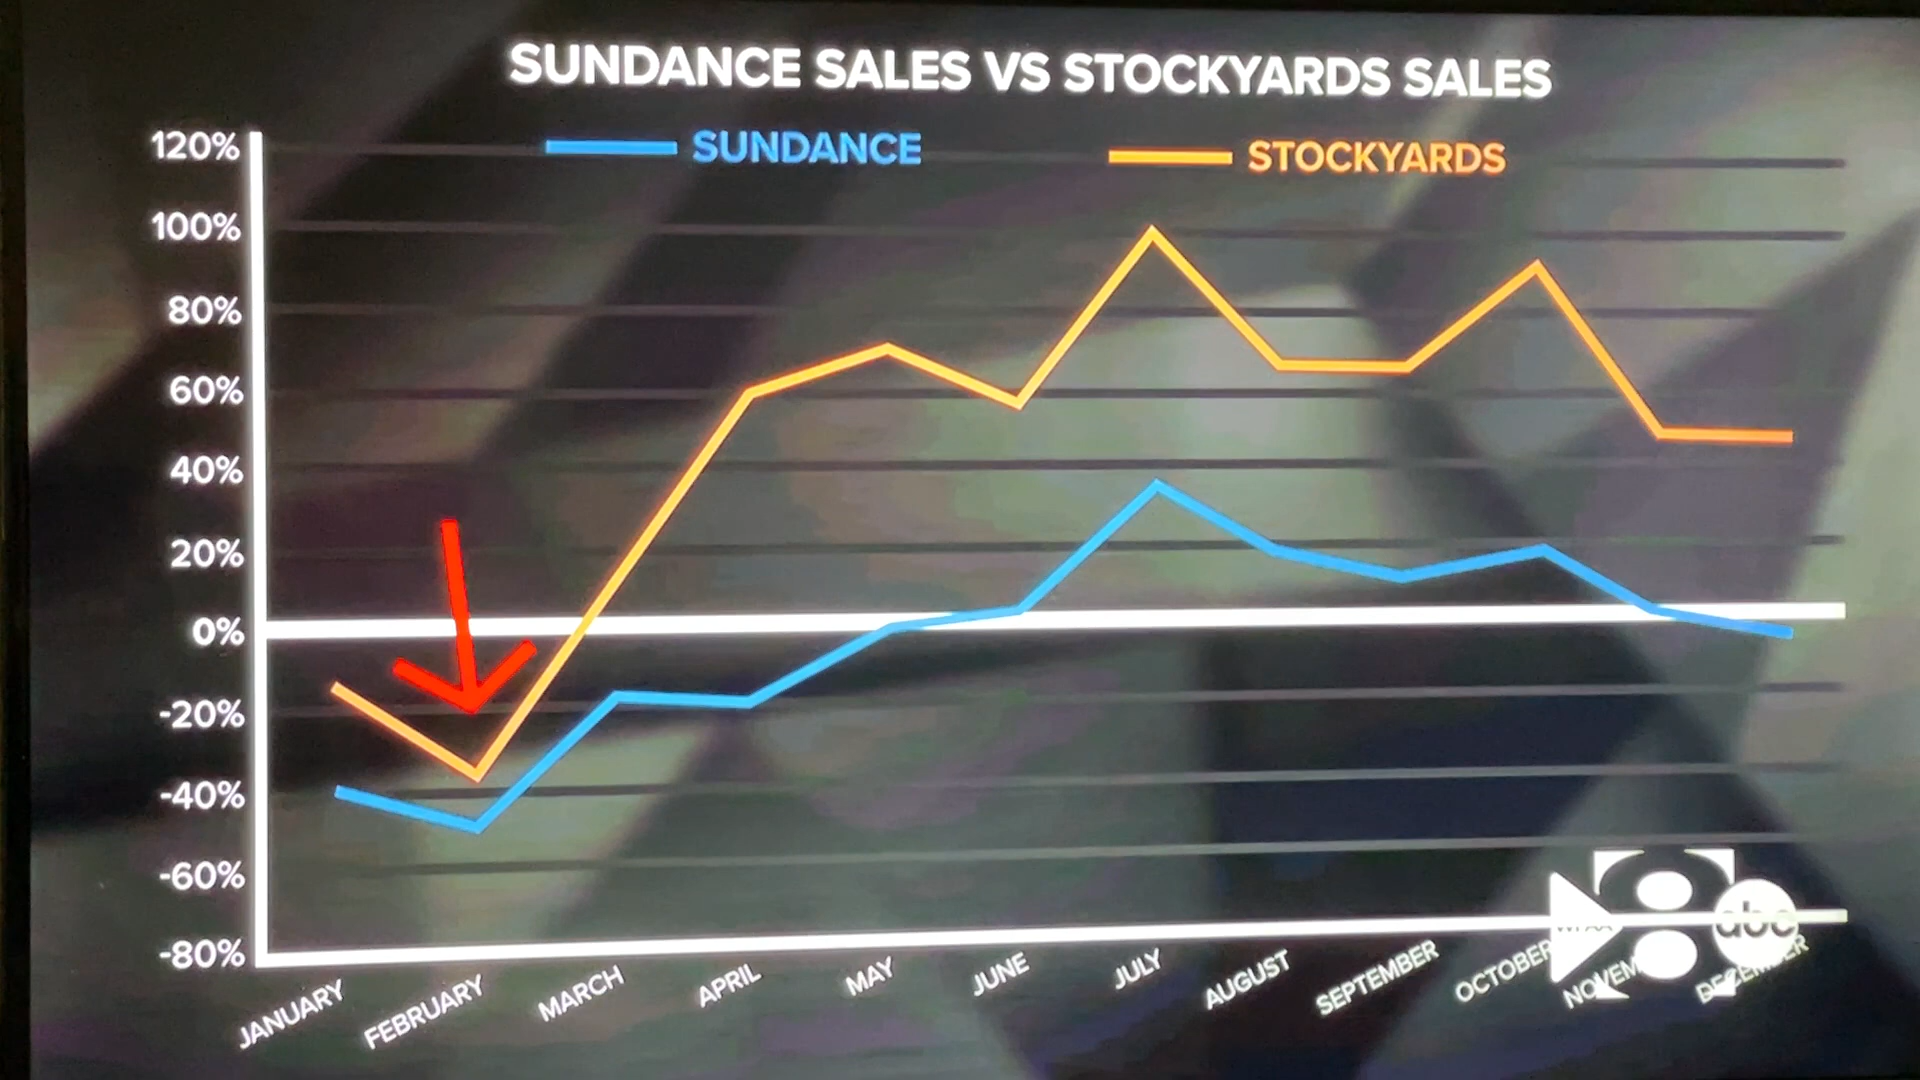 SUNDANCE SALES VS STOCKYARDS SALES
SUNDANCE
STOCKYARDS
120%
100%
80%
60%
40%
20%
0%
-20%
-40%
-60%
-80%
JANUARY
FEBRUARY
MARCH
APRIL
MAY
JUNE
JULY
AUGUST
SEPTEMBER
OCTOBER
DECEMBER
8
abc